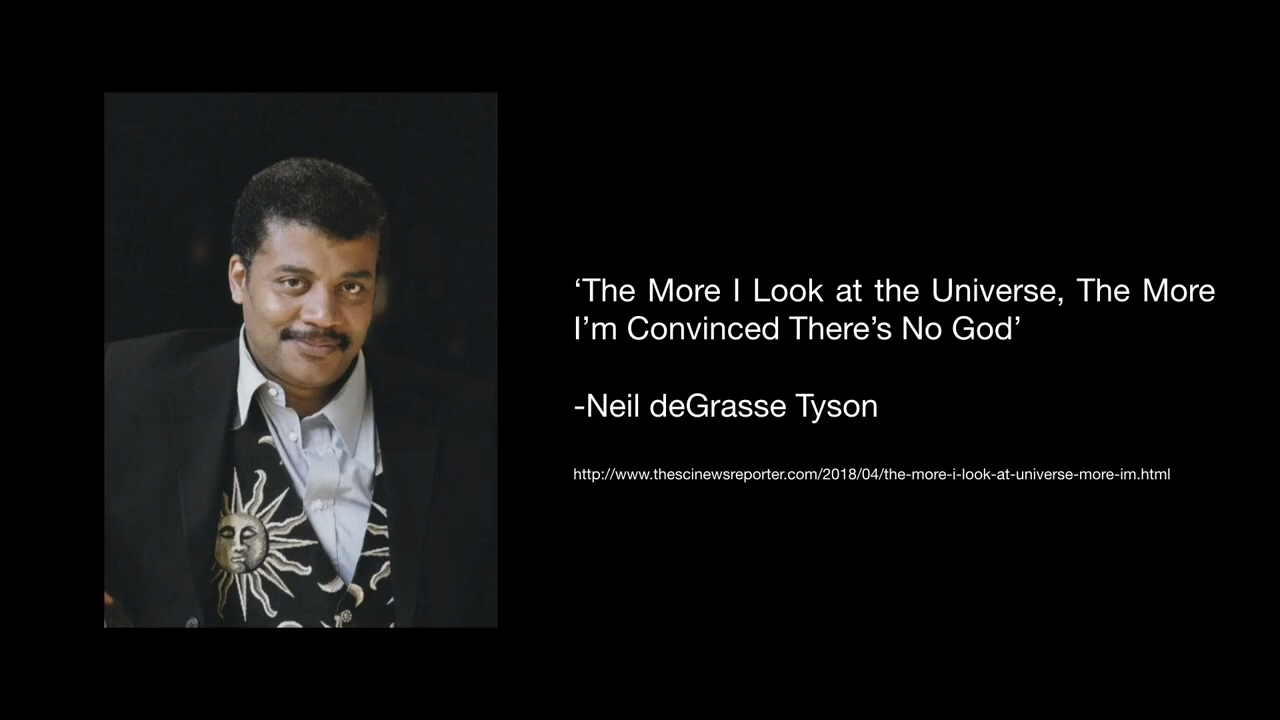 ‘The More I Look at the Universe, The More
I’m Convinced There’s No God’
-Neil deGrasse Tyson
http://www.thescinewsreporter.com/2018/04/the-more-i-look-at-universe-more-im.html